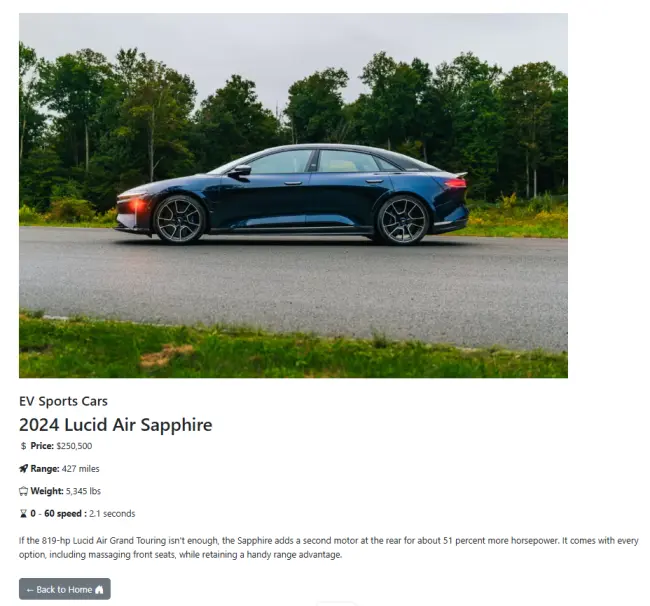 EV Sports Cars
2024 Lucid Air Sapphire
$ Price: $250,500
Range: 427 miles
Weight: 5,345 lbs
0 - 60 speed : 2.1 seconds
If the 819-hp Lucid Air Grand Touring isn't enough, the Sapphire adds a second motor at the rear for about 51 percent more horsepower. It comes with every
option, including massaging front seats, while retaining a handy range advantage.
← Back to Home